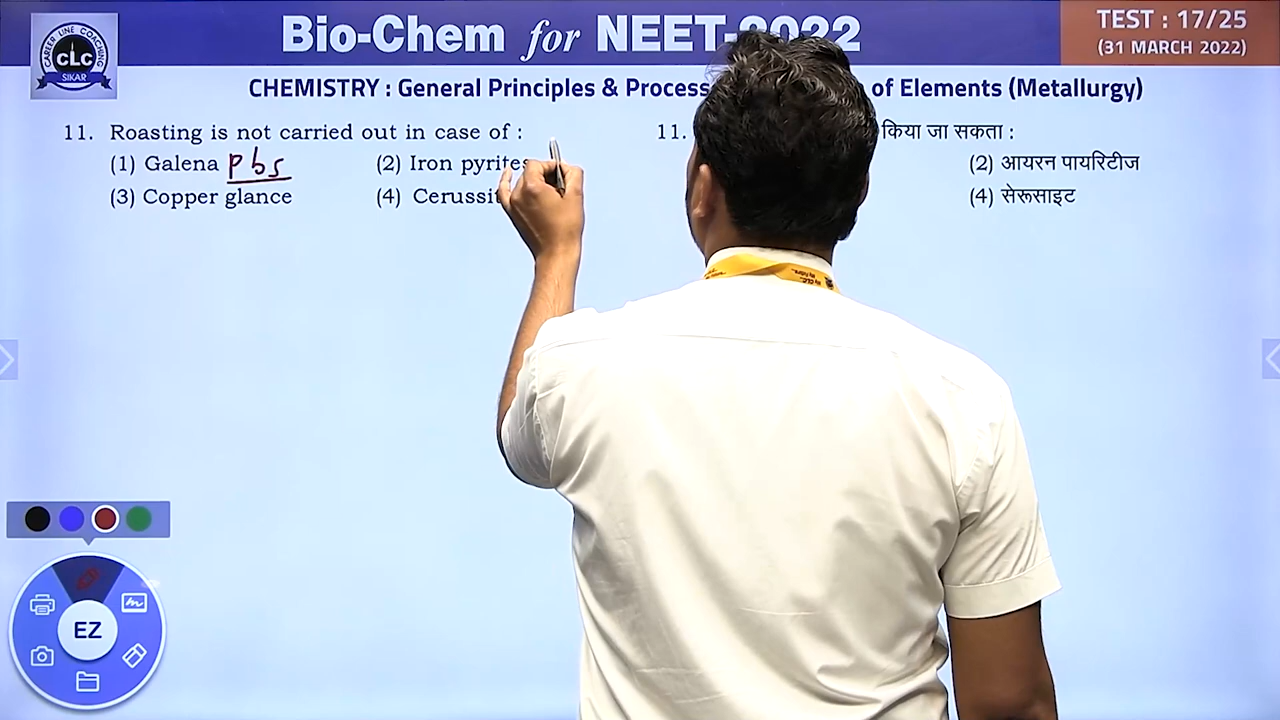 CAREER LINE COACHING
CLC
SIKAR
Bio-Chem for NEET-2022
TEST : 17/25
(31 MARCH 2022)
CHEMISTRY : General Principles & Process of Elements (Metallurgy)
11. Roasting is not carried out in case of :
(1) Galena pbs (2) Iron pyrites
(3) Copper glance (4) Cerussit
11. किया जा सकता :
(2) आयरन पायरिटीज
(4) सेरूसाइट
EZ